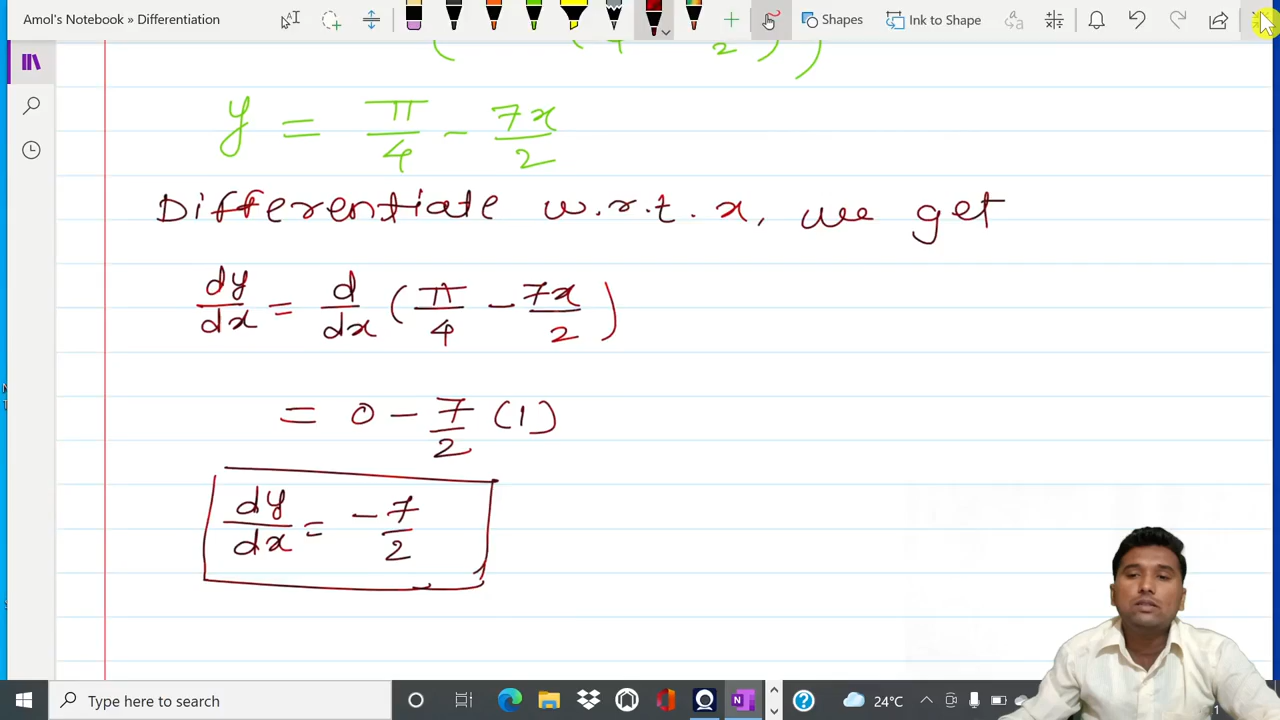 Amol's Notebook » Differentiation
Shapes
Ink to Shape
y = π/4 - 7x/2
Differentiate w.r.t. x, we get
dy/dx = d/dx (π/4 - 7x/2)
= 0 - 7/2 (1)
dy/dx = -7/2
Type here to search
24°C
1